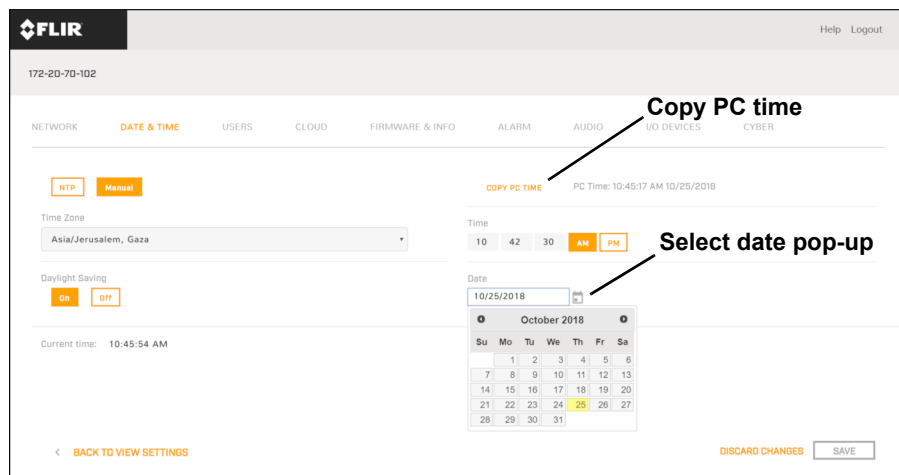 FLIR
Help Logout
172-20-70-102
Copy PC time
NETWORK DATE & TIME USERS CLOUD FIRMWARE & INFO ALARM AUDIO I/O DEVICES CYBER
NTP Manual
COPY PC TIME PC Time: 10:45:17 AM 10/25/2018
Time Zone
Asia/Jerusalem, Gaza
Time
10 42 30 AM PM
Select date pop-up
Daylight Saving
On Off
Date
10/25/2018
October 2018
Su Mo Tu We Th Fr Sa
1 2 3 4 5 6
7 8 9 10 11 12 13
14 15 16 17 18 19 20
21 22 23 24 25 26 27
28 29 30 31
Current time: 10:45:54 AM
< BACK TO VIEW SETTINGS
DISCARD CHANGES SAVE